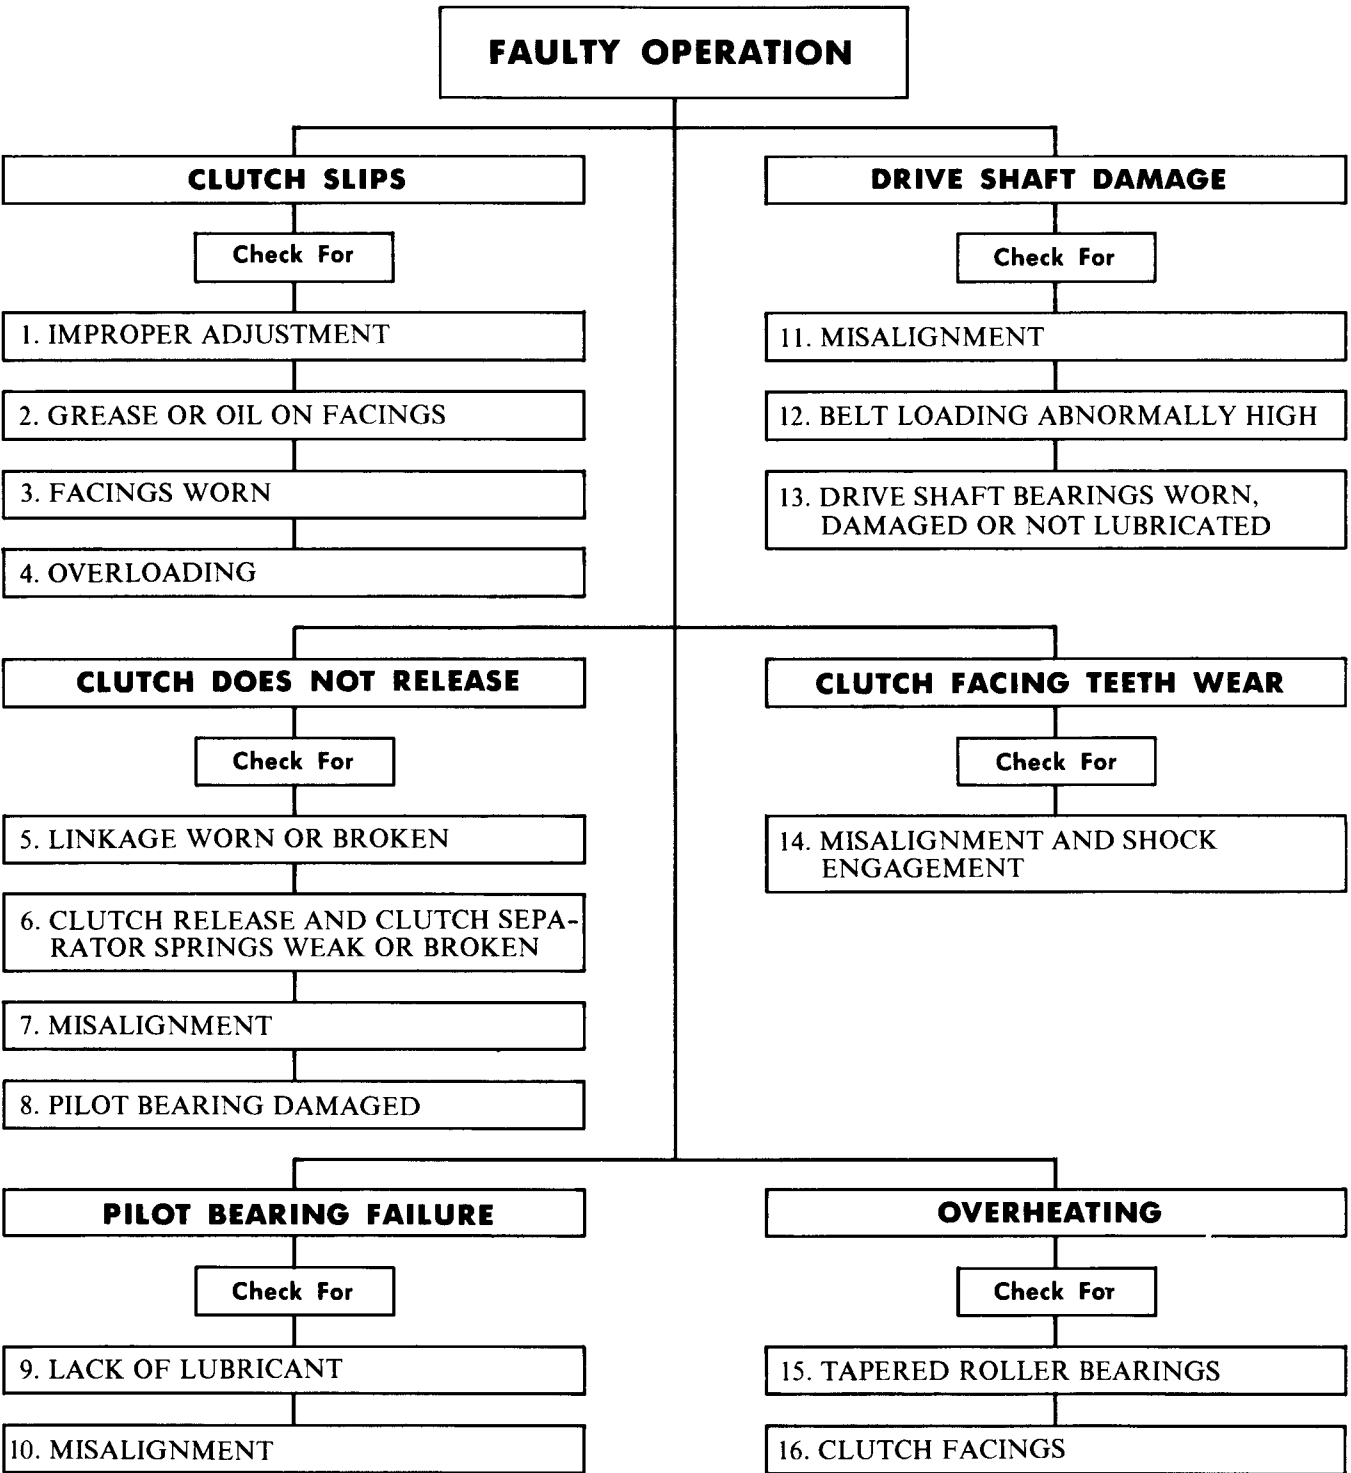 FAULTY OPERATION
CLUTCH SLIPS
Check For
1. IMPROPER ADJUSTMENT
2. GREASE OR OIL ON FACINGS
3. FACINGS WORN
4. OVERLOADING
DRIVE SHAFT DAMAGE
Check For
11. MISALIGNMENT
12. BELT LOADING ABNORMALLY HIGH
13. DRIVE SHAFT BEARINGS WORN,
DAMAGED OR NOT LUBRICATED
CLUTCH DOES NOT RELEASE
Check For
5. LINKAGE WORN OR BROKEN
6. CLUTCH RELEASE AND CLUTCH SEPA-
RATOR SPRINGS WEAK OR BROKEN
7. MISALIGNMENT
8. PILOT BEARING DAMAGED
CLUTCH FACING TEETH WEAR
Check For
14. MISALIGNMENT AND SHOCK
ENGAGEMENT
PILOT BEARING FAILURE
Check For
9. LACK OF LUBRICANT
10. MISALIGNMENT
OVERHEATING
Check For
15. TAPERED ROLLER BEARINGS
16. CLUTCH FACINGS